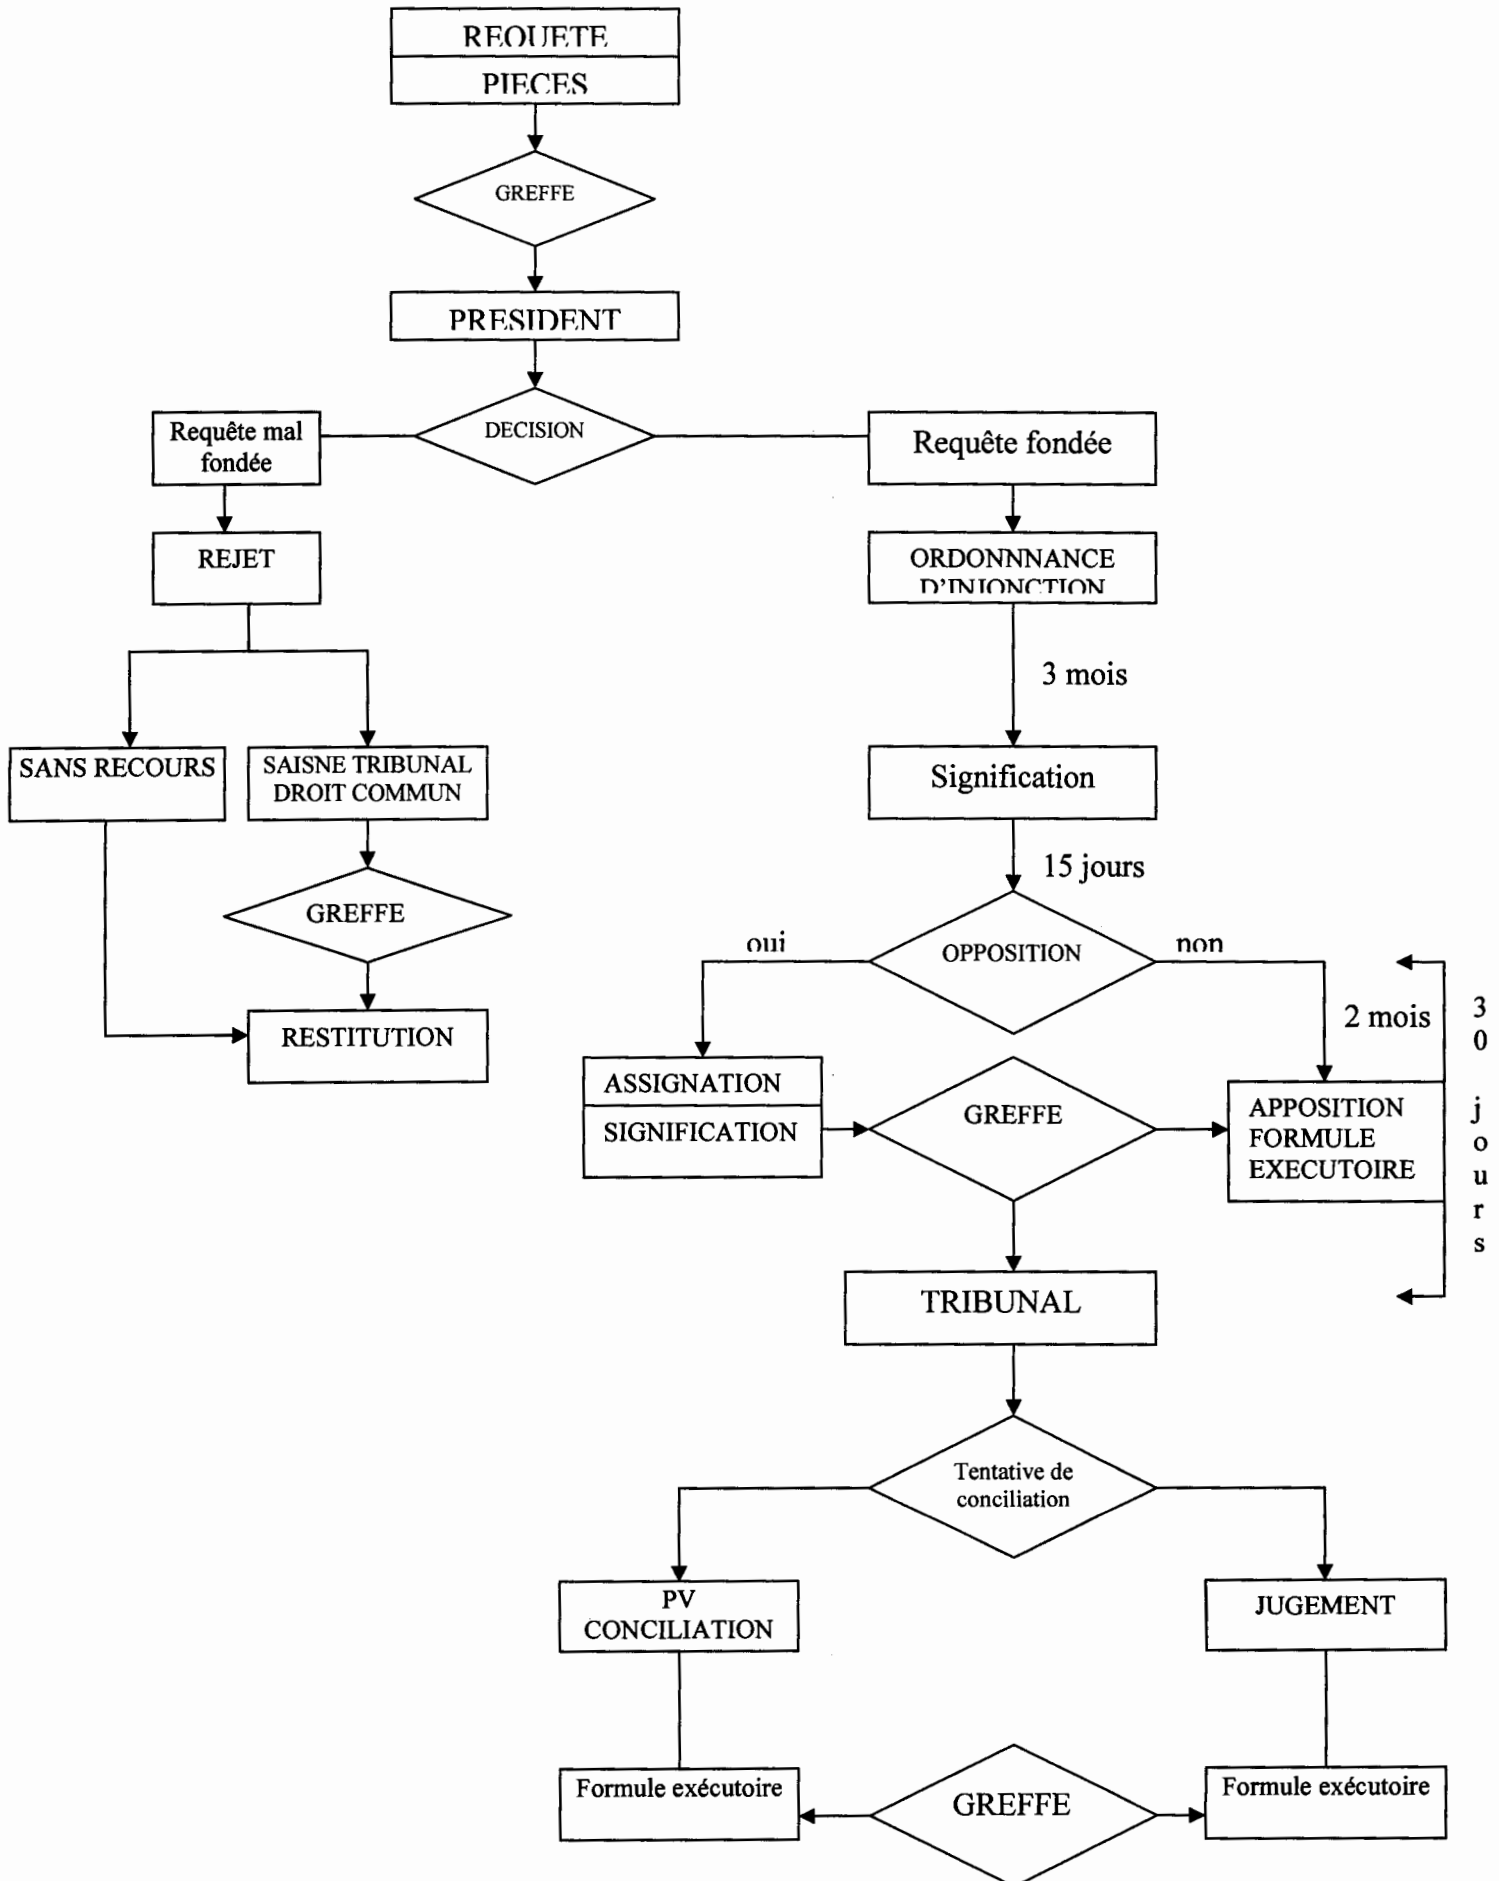 REQUETE
PIECES
GREFFE
PRESIDENT
DECISION
Requête mal
fondée
Requête fondée
REJET
ORDONNNANCE
D'INJONCTION
3 mois
SANS RECOURS
SAISNE TRIBUNAL
DROIT COMMUN
Signification
15 jours
GREFFE
OPPOSITION
oui
non
2 mois
30 jours
RESTITUTION
ASSIGNATION
SIGNIFICATION
GREFFE
APPOSITION
FORMULE
EXECUTOIRE
TRIBUNAL
Tentative de
conciliation
PV
CONCILIATION
JUGEMENT
Formule exécutoire
GREFFE
Formule exécutoire